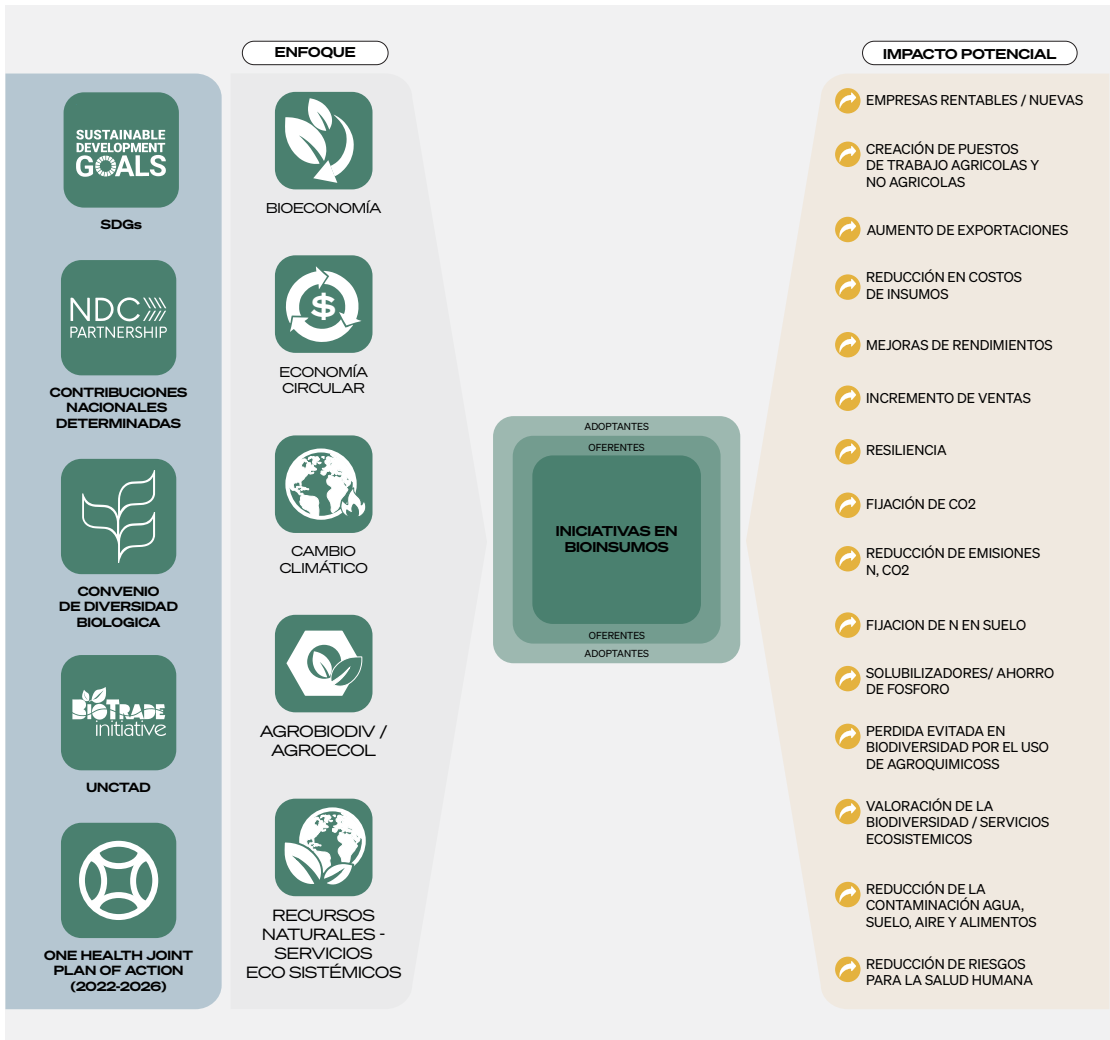 ENFOQUE
IMPACTO POTENCIAL
SUSTAINABLE
DEVELOPMENT
GOALS
SDGs
NDC
PARTNERSHIP
CONTRIBUCIONES
NACIONALES
DETERMINADAS
CONVENIO
DE DIVERSIDAD
BIOLOGICA
BIOTRADE
initiative
UNCTAD
ONE HEALTH JOINT
PLAN OF ACTION
(2022-2026)
BIOECONOMÍA
$
ECONOMÍA
CIRCULAR
CAMBIO
CLIMÁTICO
AGROBIODIV /
AGROECOL
RECURSOS
NATURALES -
SERVICIOS
ECO SISTÉMICOS
ADOPTANTES
OFERENTES
INICIATIVAS EN
BIOINSUMOS
OFERENTES
ADOPTANTES
EMPRESAS RENTABLES / NUEVAS
CREACIÓN DE PUESTOS
DE TRABAJO AGRICOLAS Y
NO AGRICOLAS
AUMENTO DE EXPORTACIONES
REDUCCIÓN EN COSTOS
DE INSUMOS
MEJORAS DE RENDIMIENTOS
INCREMENTO DE VENTAS
RESILIENCIA
FIJACIÓN DE CO2
REDUCCIÓN DE EMISIONES
N, CO2
FIJACION DE N EN SUELO
SOLUBILIZADORES/ AHORRO
DE FOSFORO
PERDIDA EVITADA EN
BIODIVERSIDAD POR EL USO
DE AGROQUIMICOSS
VALORACIÓN DE LA
BIODIVERSIDAD / SERVICIOS
ECOSISTEMICOS
REDUCCIÓN DE LA
CONTAMINACIÓN AGUA,
SUELO, AIRE Y ALIMENTOS
REDUCCIÓN DE RIESGOS
PARA LA SALUD HUMANA